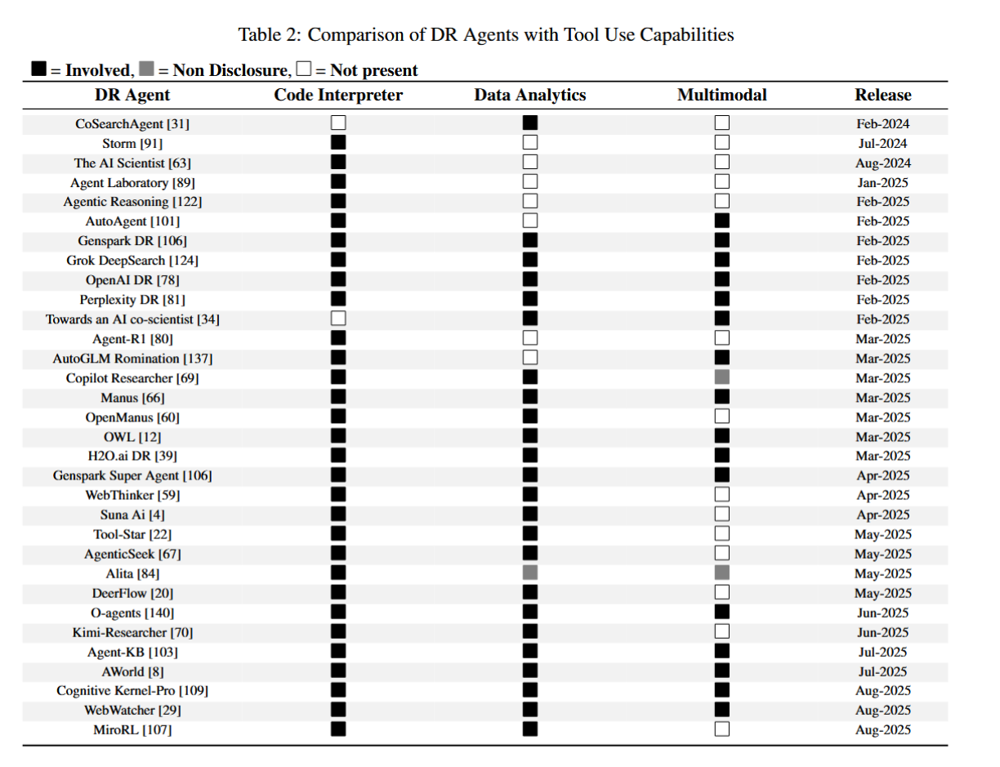 Table 2: Comparison of DR Agents with Tool Use Capabilities
■ = Involved, ■ = Non Disclosure, □ = Not present
DR Agent Code Interpreter Data Analytics Multimodal Release
CoSearchAgent [31] □ ■ □ Feb-2024
Storm [91] ■ □ □ Jul-2024
The AI Scientist [63] ■ □ □ Aug-2024
Agent Laboratory [89] ■ □ □ Jan-2025
Agentic Reasoning [122] ■ □ □ Feb-2025
AutoAgent [101] ■ □ ■ Feb-2025
Genspark DR [106] ■ ■ ■ Feb-2025
Grok DeepSearch [124] ■ ■ ■ Feb-2025
OpenAI DR [78] ■ ■ ■ Feb-2025
Perplexity DR [81] ■ ■ ■ Feb-2025
Towards an AI co-scientist [34] □ ■ ■ Feb-2025
Agent-R1 [80] ■ □ □ Mar-2025
AutoGLM Romination [137] ■ □ ■ Mar-2025
Copilot Researcher [69] ■ ■ ■ Mar-2025
Manus [66] ■ ■ ■ Mar-2025
OpenManus [60] ■ ■ □ Mar-2025
OWL [12] ■ ■ ■ Mar-2025
H2O.ai DR [39] ■ ■ ■ Mar-2025
Genspark Super Agent [106] ■ ■ ■ Apr-2025
WebThinker [59] ■ ■ □ Apr-2025
Suna Ai [4] ■ ■ □ Apr-2025
Tool-Star [22] ■ ■ □ May-2025
AgenticSeek [67] ■ ■ □ May-2025
Alita [84] ■ ■ ■ May-2025
DeerFlow [20] ■ ■ □ May-2025
O-agents [140] ■ ■ ■ Jun-2025
Kimi-Researcher [70] ■ ■ □ Jun-2025
Agent-KB [103] ■ ■ ■ Jul-2025
AWorld [8] ■ ■ ■ Jul-2025
Cognitive Kernel-Pro [109] ■ ■ ■ Aug-2025
WebWatcher [29] ■ ■ ■ Aug-2025
MiroRL [107] ■ ■ □ Aug-2025